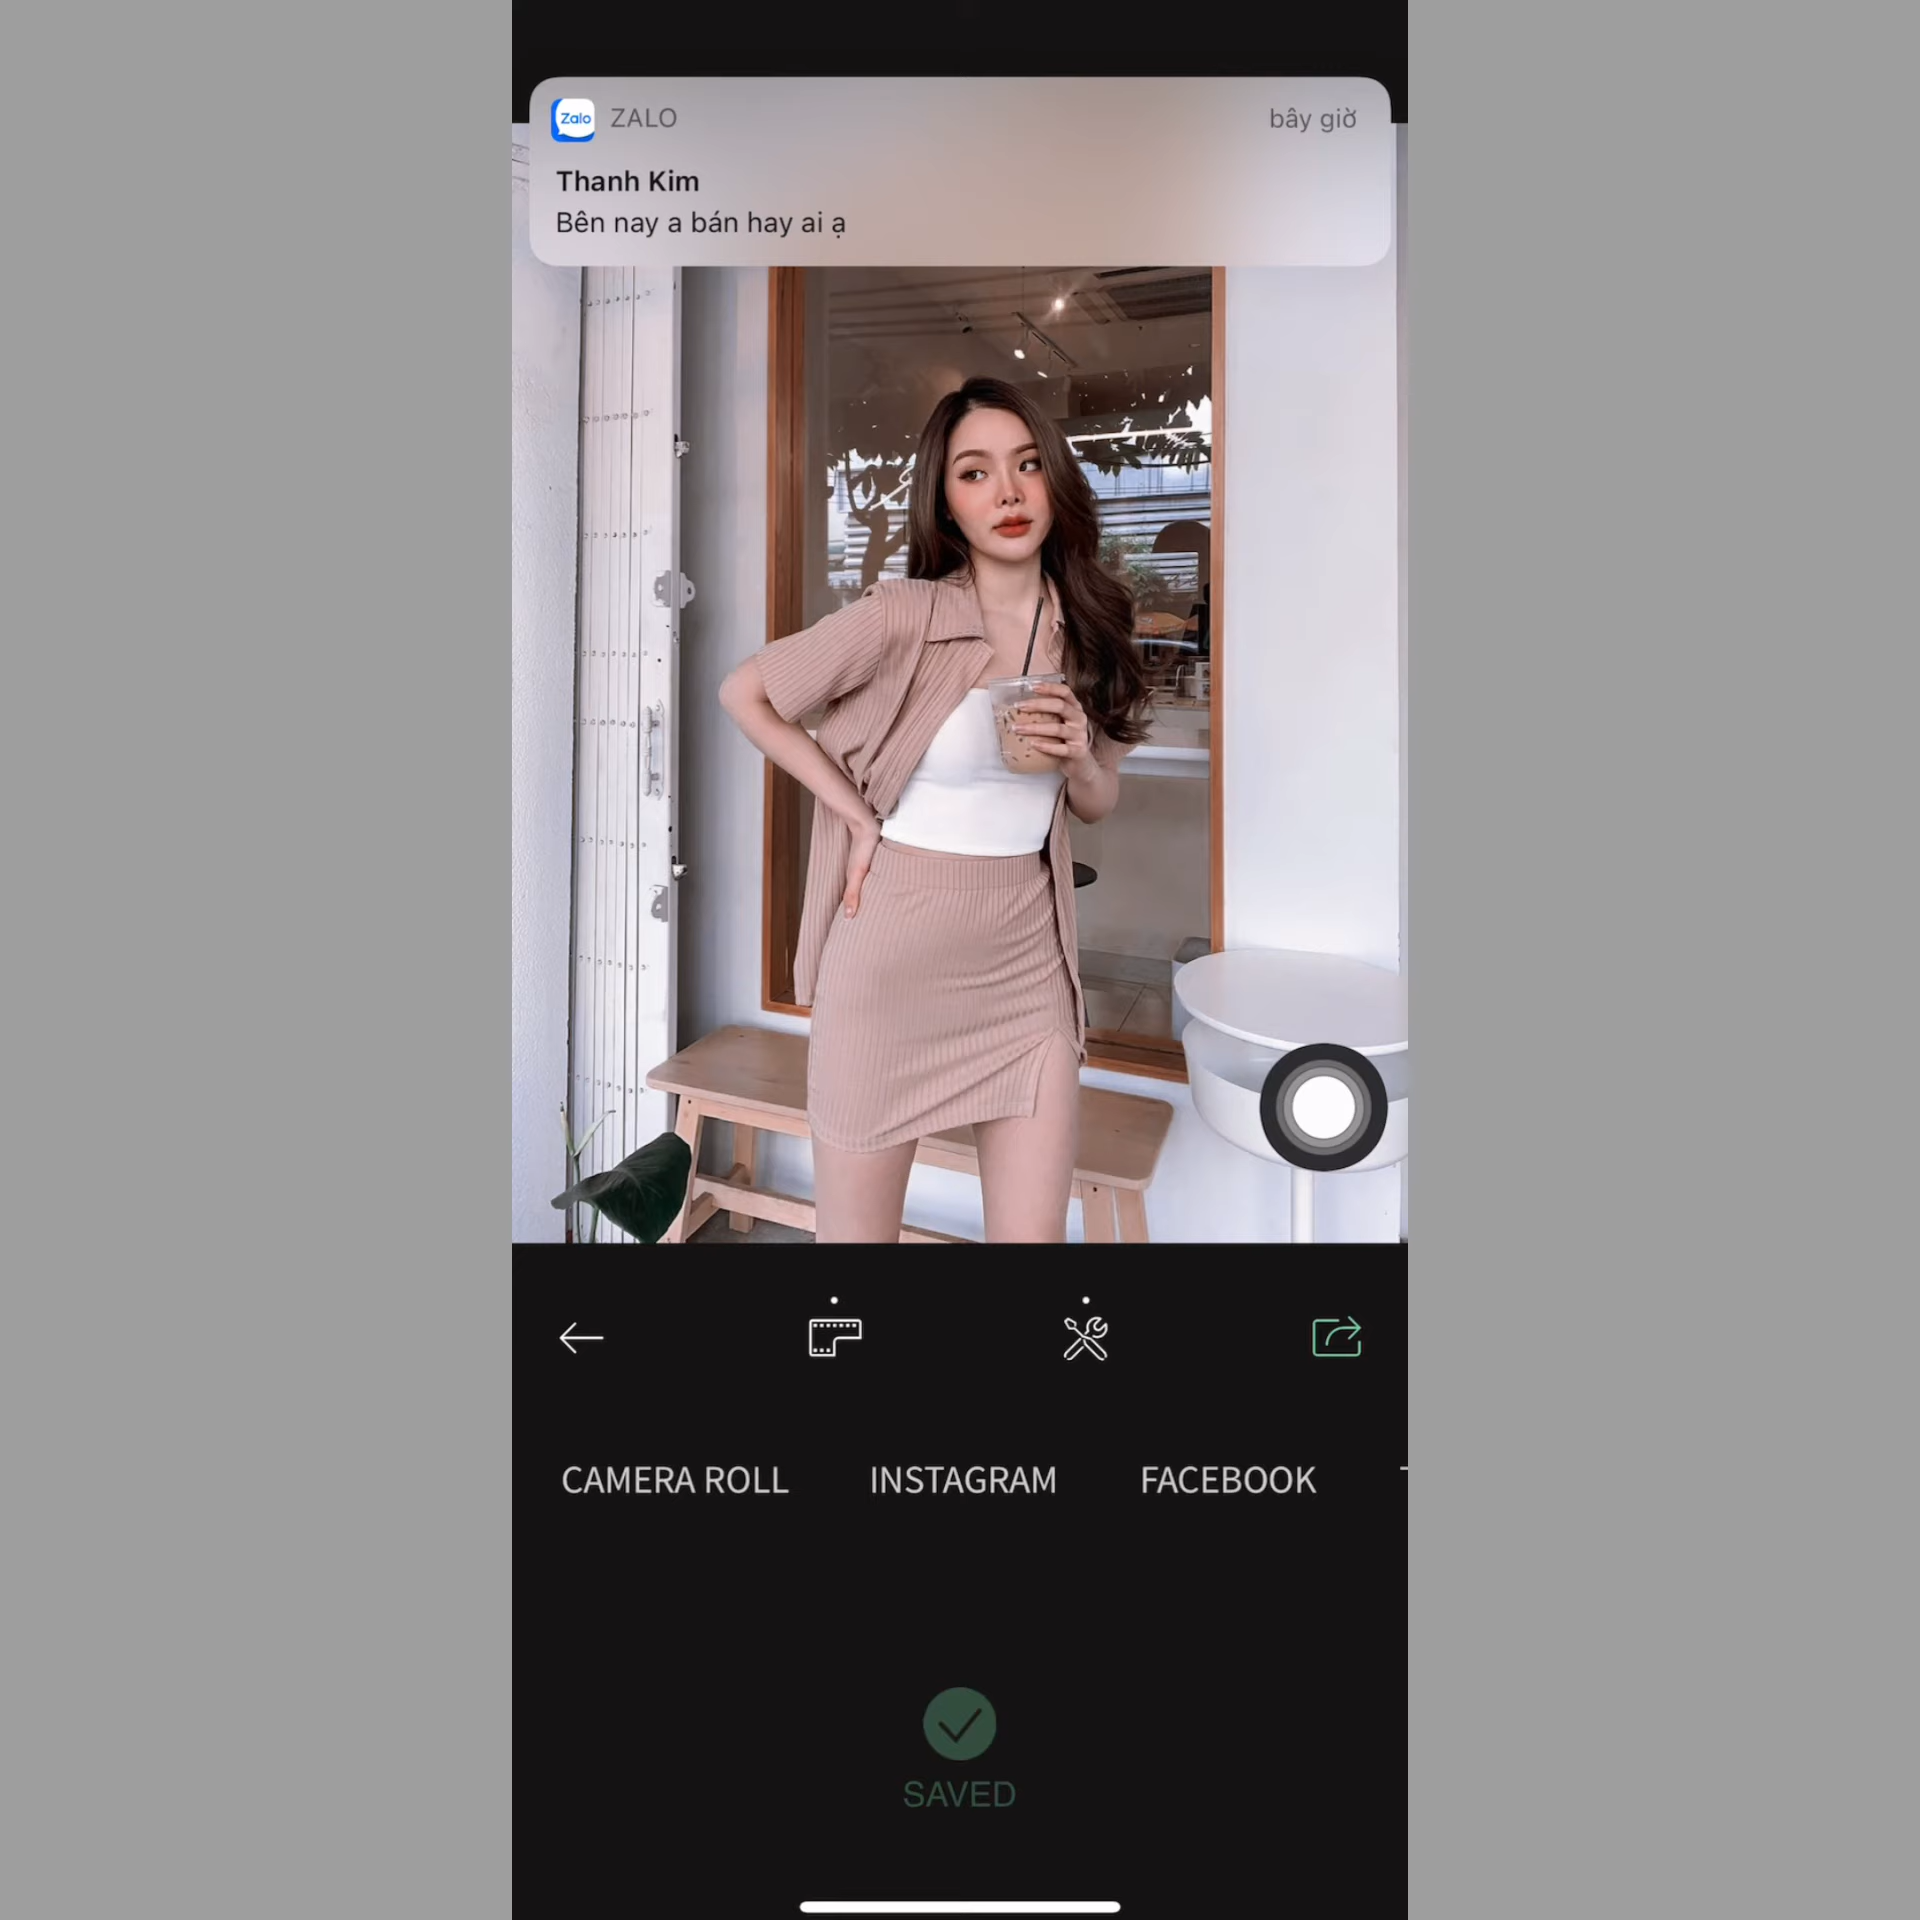 Zalo ZALO bây giờ
Thanh Kim
Bên nay a bán hay ai ạ
CAMERA ROLL INSTAGRAM FACEBOOK
SAVED